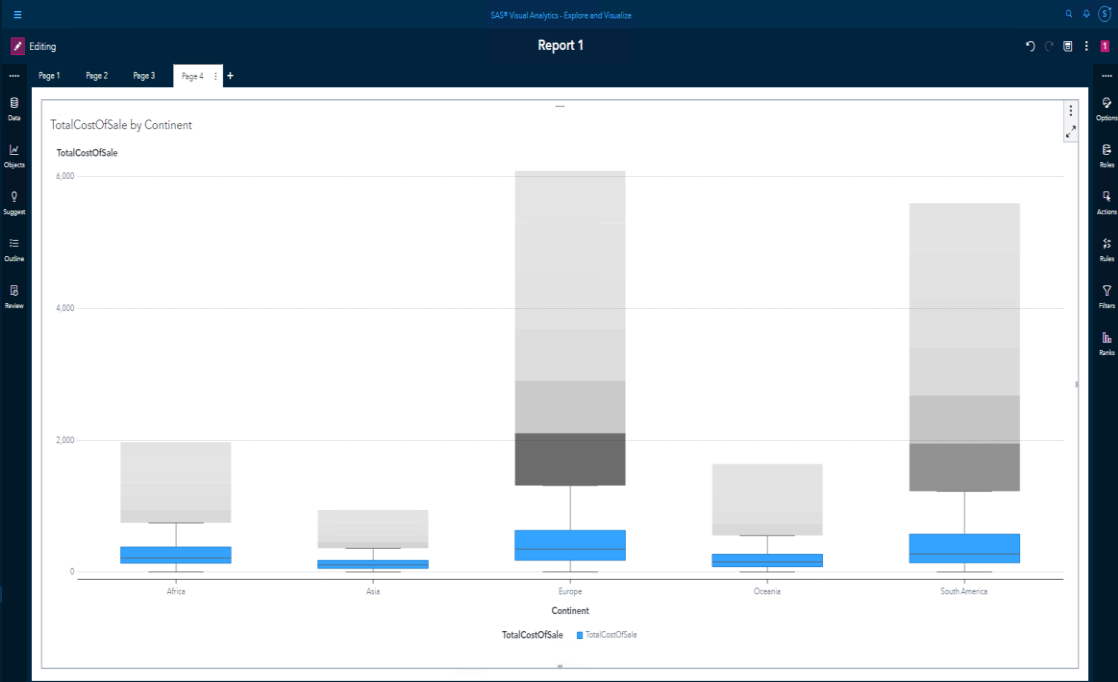 SAS® Visual Analytics - Explore and Visualize
S
Editing
Report 1
1
Page 1
Page 2
Page 3
Page 4
+
Data
Objects
Suggest
Outline
Review
Options
Roles
Actions
Rules
Filters
Ranks
TotalCostOfSale by Continent
TotalCostOfSale
6,000
4,000
2,000
0
Africa
Asia
Europe
Oceania
South America
Continent
TotalCostOfSale
TotalCostOfSale